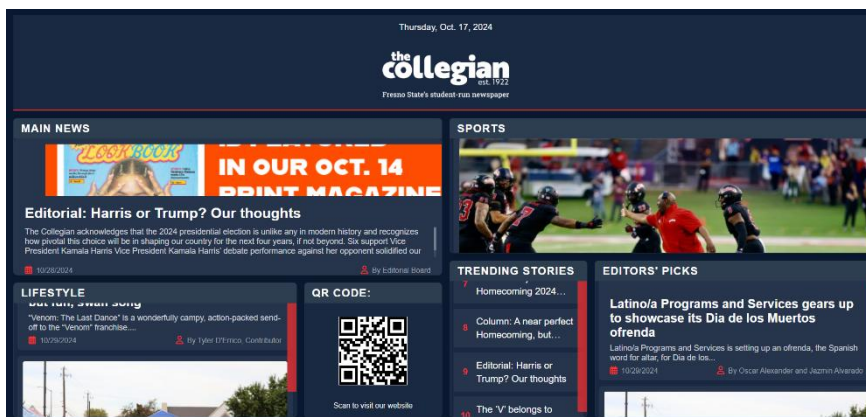 Thursday, Oct. 17, 2024
the
collegian
est. 1922
Fresno State's student-run newspaper
MAIN NEWS
LOOKBOOK
IN OUR OCT. 14
PRINT MAGAZINE
Editorial: Harris or Trump? Our thoughts
The Collegian acknowledges that the 2024 presidential election is unlike any in modern history and recognizes
how pivotal this choice will be in shaping our country for the next four years, if not beyond. Six support Vice
President Kamala Harris Vice President Kamala Harris' debate performance against her opponent solidified our
10/28/2024
By Editorial Board
SPORTS
LIFESTYLE
but fun, swan song
"Venom: The Last Dance" is a wonderfully campy, action-packed send-
off to the "Venom" franchise....
10/29/2024
By Tyler D'Errico, Contributor
QR CODE:
Scan to visit our website
TRENDING STORIES
7
Homecoming 2024...
8
Column: A near perfect
Homecoming, but...
9
Editorial: Harris or
Trump? Our thoughts
10
The 'V' belongs to
EDITORS' PICKS
Latino/a Programs and Services gears up
to showcase its Dia de los Muertos
ofrenda
Latino/a Programs and Services is setting up an ofrenda, the Spanish
word for altar, for Dia de los...
10/29/2024
By Oscar Alexander and Jazmin Alvarado